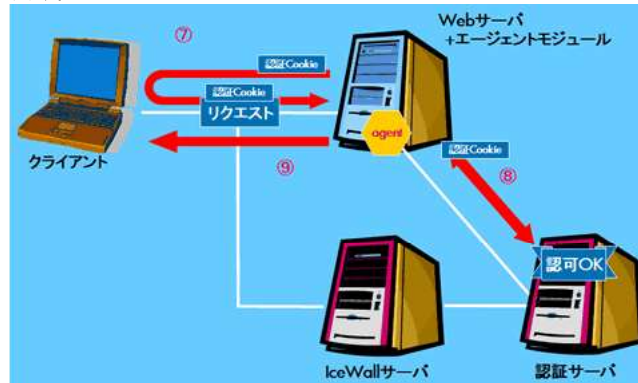 ⑦
Webサーバ
+エージェントモジュール
認証Cookie
認証Cookie
リクエスト
agent
認証Cookie
クライアント
⑨
⑧
認可OK
IceWallサーバ
認証サーバ